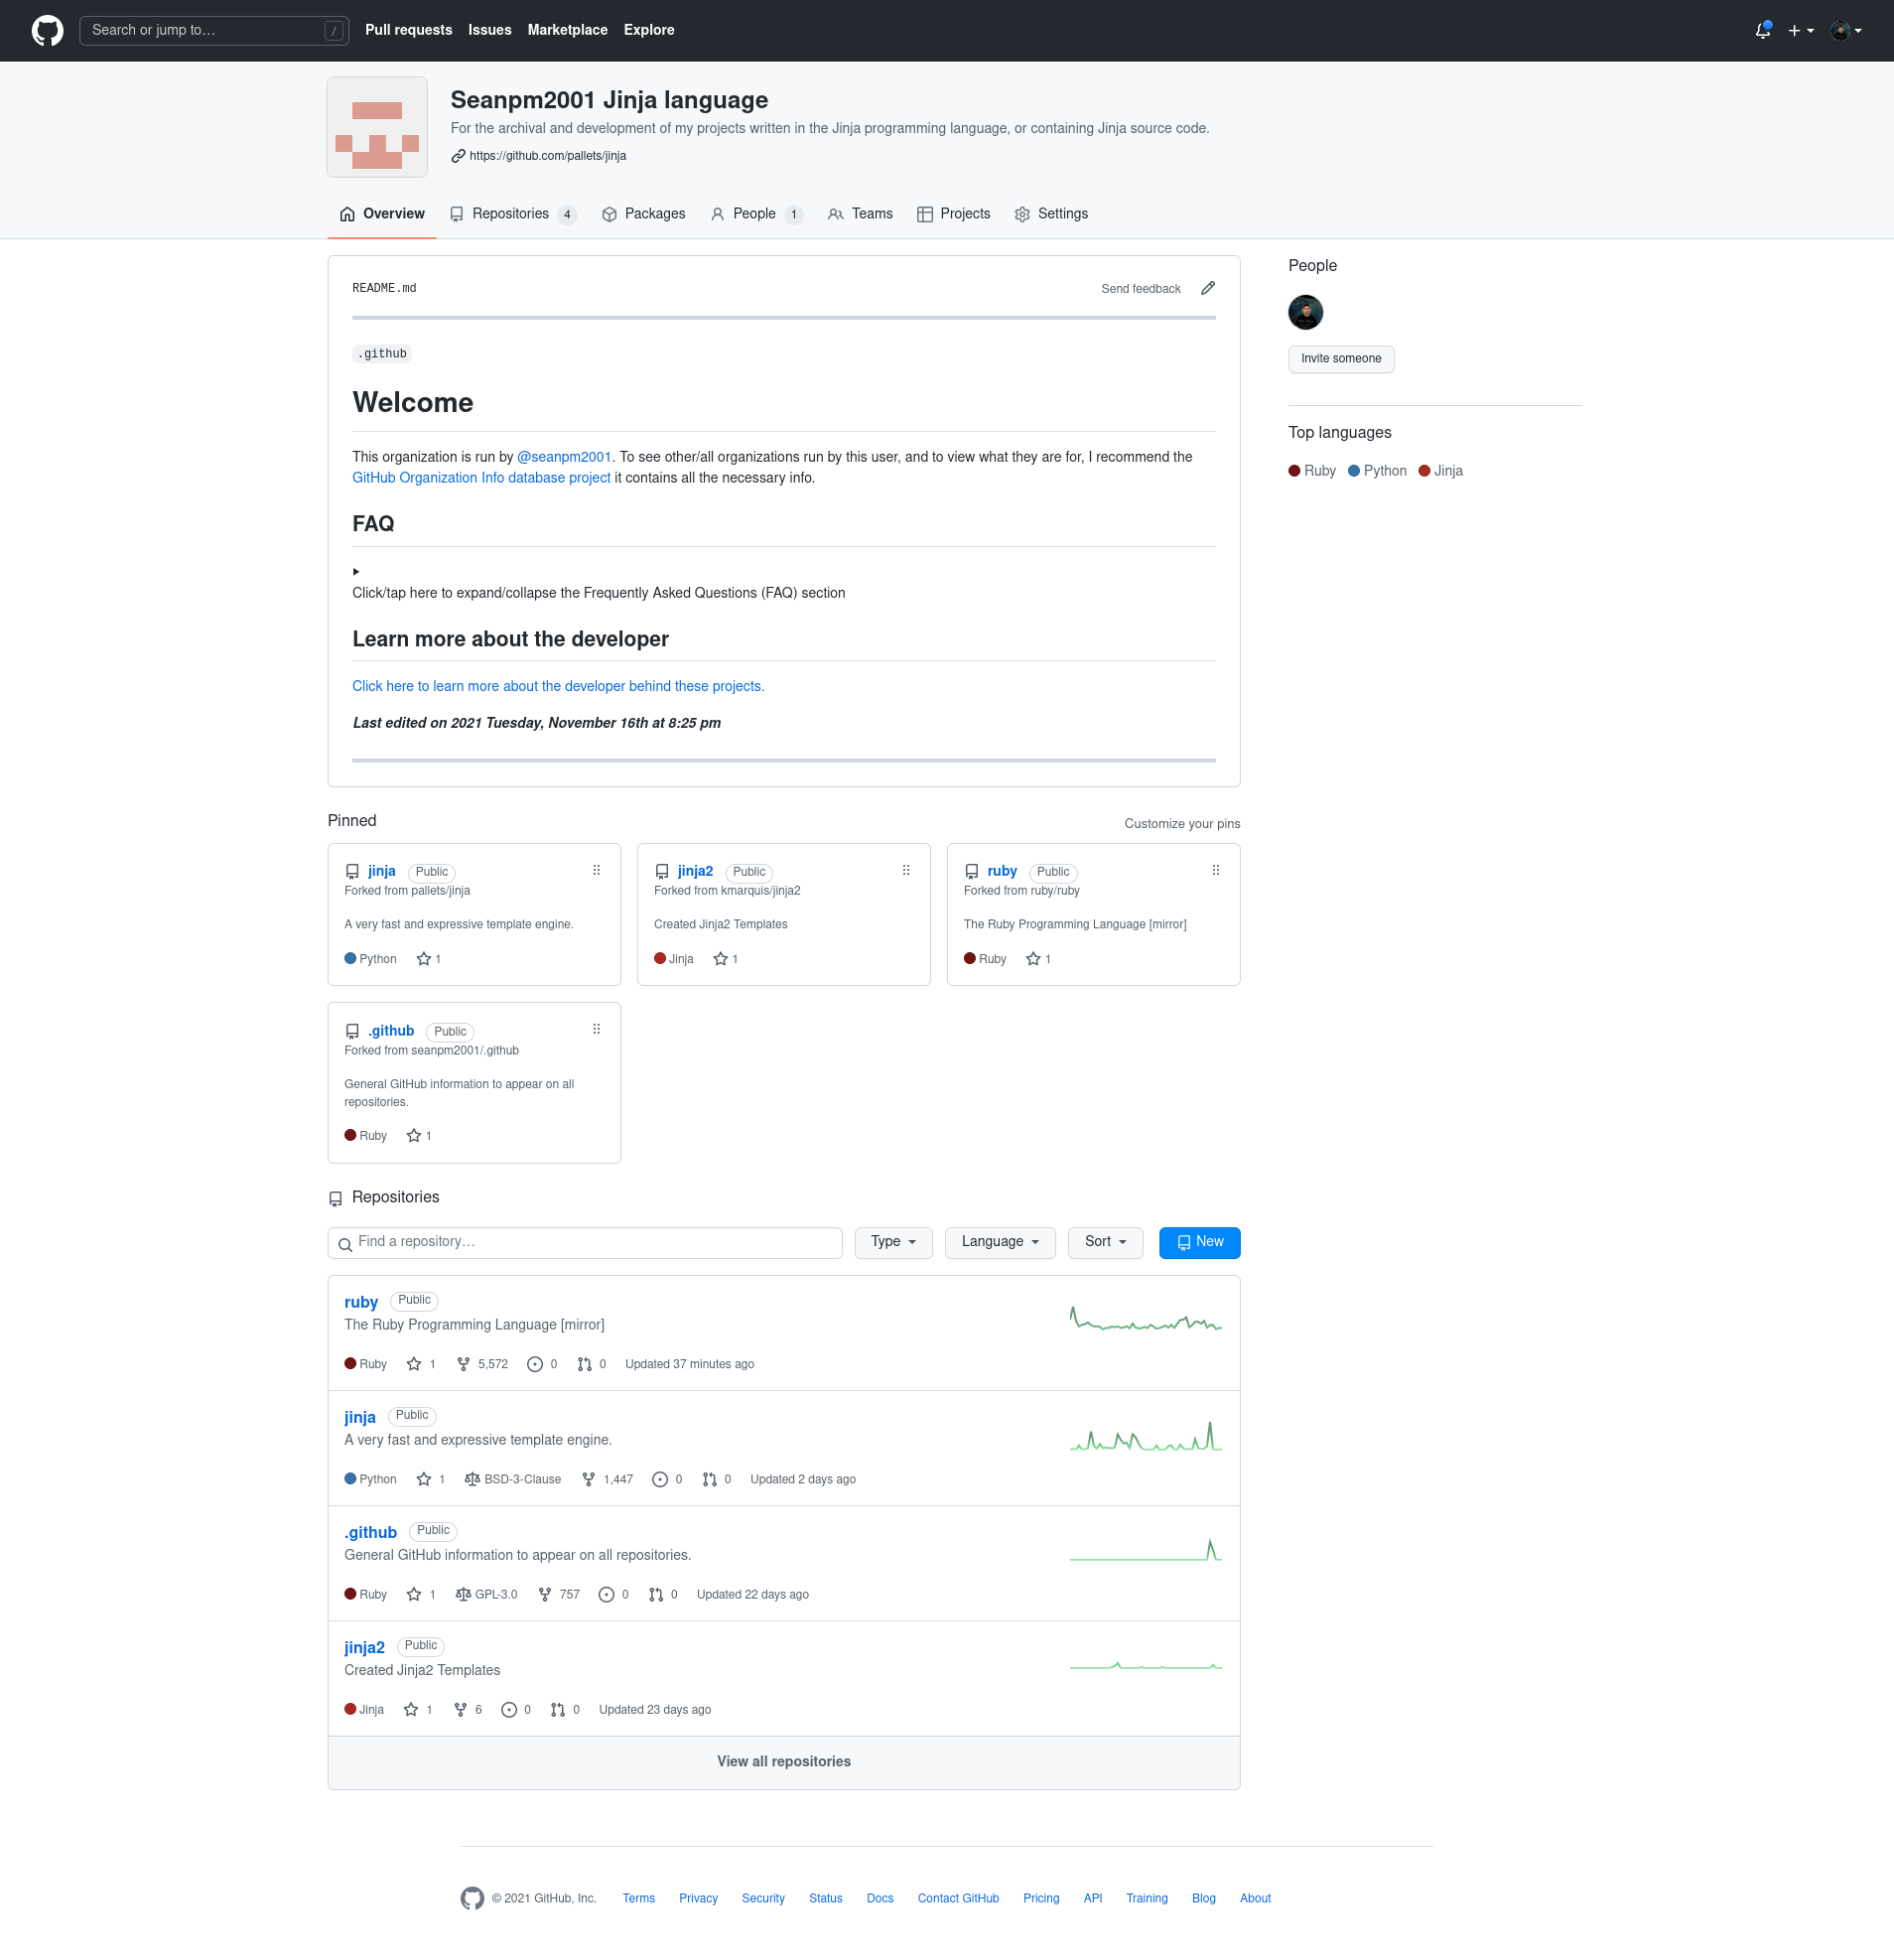 Search or jump to… /
Pull requests Issues Marketplace Explore
Seanpm2001 Jinja language
For the archival and development of my projects written in the Jinja programming language, or containing Jinja source code.
https://github.com/pallets/jinja
Overview Repositories 4 Packages People 1 Teams Projects Settings
README.md Send feedback
.github
Welcome
This organization is run by @seanpm2001. To see other/all organizations run by this user, and to view what they are for, I recommend the
GitHub Organization Info database project it contains all the necessary info.
FAQ
Click/tap here to expand/collapse the Frequently Asked Questions (FAQ) section
Learn more about the developer
Click here to learn more about the developer behind these projects.
Last edited on 2021 Tuesday, November 16th at 8:25 pm
People
Invite someone
Top languages
Ruby Python Jinja
Pinned Customize your pins
jinja Public
Forked from pallets/jinja
A very fast and expressive template engine.
Python 1
jinja2 Public
Forked from kmarquis/jinja2
Created Jinja2 Templates
Jinja 1
ruby Public
Forked from ruby/ruby
The Ruby Programming Language [mirror]
Ruby 1
.github Public
Forked from seanpm2001/.github
General GitHub information to appear on all
repositories.
Ruby 1
Repositories
Find a repository… Type Language Sort New
ruby Public
The Ruby Programming Language [mirror]
Ruby 1 5,572 0 0 Updated 37 minutes ago
jinja Public
A very fast and expressive template engine.
Python 1 BSD-3-Clause 1,447 0 0 Updated 2 days ago
.github Public
General GitHub information to appear on all repositories.
Ruby 1 GPL-3.0 757 0 0 Updated 22 days ago
jinja2 Public
Created Jinja2 Templates
Jinja 1 6 0 0 Updated 23 days ago
View all repositories
© 2021 GitHub, Inc. Terms Privacy Security Status Docs Contact GitHub Pricing API Training Blog About